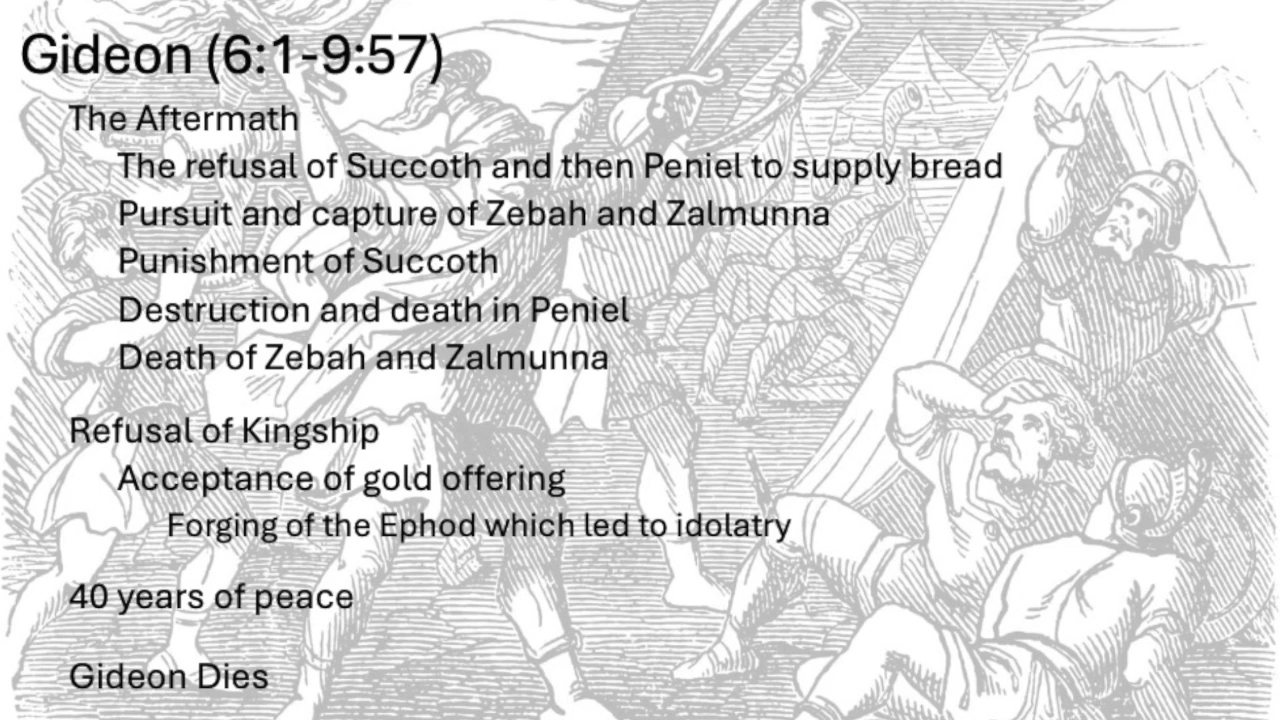 Gideon (6:1-9:57)
The Aftermath
The refusal of Succoth and then Peniel to supply bread
Pursuit and capture of Zebah and Zalmunna
Punishment of Succoth
Destruction and death in Peniel
Death of Zebah and Zalmunna
Refusal of Kingship
Acceptance of gold offering
Forging of the Ephod which led to idolatry
40 years of peace
Gideon Dies